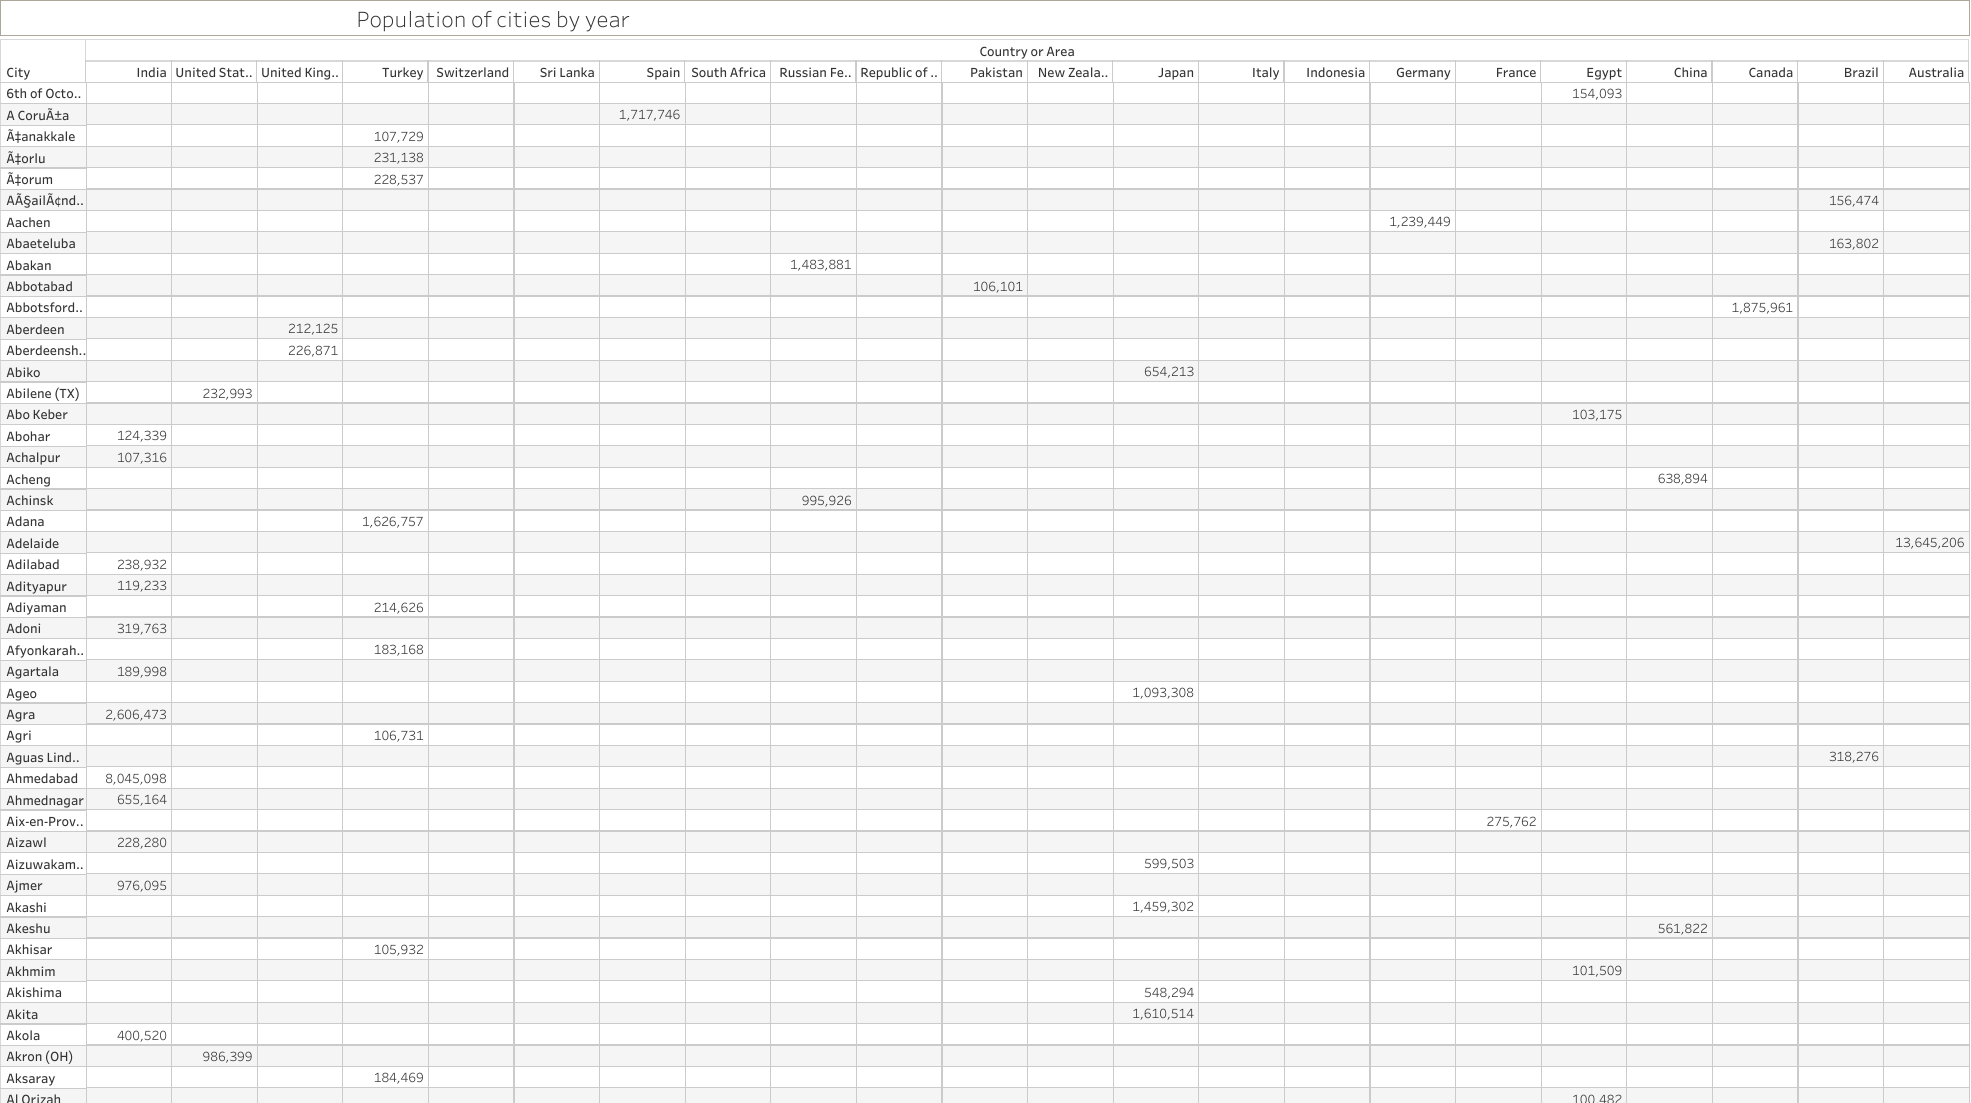 Population of cities by year
Country or Area
City India United Stat.. United King.. Turkey Switzerland Sri Lanka Spain South Africa Russian Fe.. Republic of .. Pakistan New Zeala.. Japan Italy Indonesia Germany France Egypt China Canada Brazil Australia
6th of Octo.. 154,093
A CoruÃ±a 1,717,746
Ã‡anakkale 107,729
Ã‡orlu 231,138
Ã‡orum 228,537
AÃ§ailÃ¢nd.. 156,474
Aachen 1,239,449
Abaeteluba 163,802
Abakan 1,483,881
Abbotabad 106,101
Abbotsford.. 1,875,961
Aberdeen 212,125
Aberdeensh.. 226,871
Abiko 654,213
Abilene (TX) 232,993
Abo Keber 103,175
Abohar 124,339
Achalpur 107,316
Acheng 638,894
Achinsk 995,926
Adana 1,626,757
Adelaide 13,645,206
Adilabad 238,932
Adityapur 119,233
Adiyaman 214,626
Adoni 319,763
Afyonkarah.. 183,168
Agartala 189,998
Ageo 1,093,308
Agra 2,606,473
Agri 106,731
Aguas Lind.. 318,276
Ahmedabad 8,045,098
Ahmednagar 655,164
Aix-en-Prov.. 275,762
Aizawl 228,280
Aizuwakam.. 599,503
Ajmer 976,095
Akashi 1,459,302
Akeshu 561,822
Akhisar 105,932
Akhmim 101,509
Akishima 548,294
Akita 1,610,514
Akola 400,520
Akron (OH) 986,399
Aksaray 184,469
Al Orizah 100,482